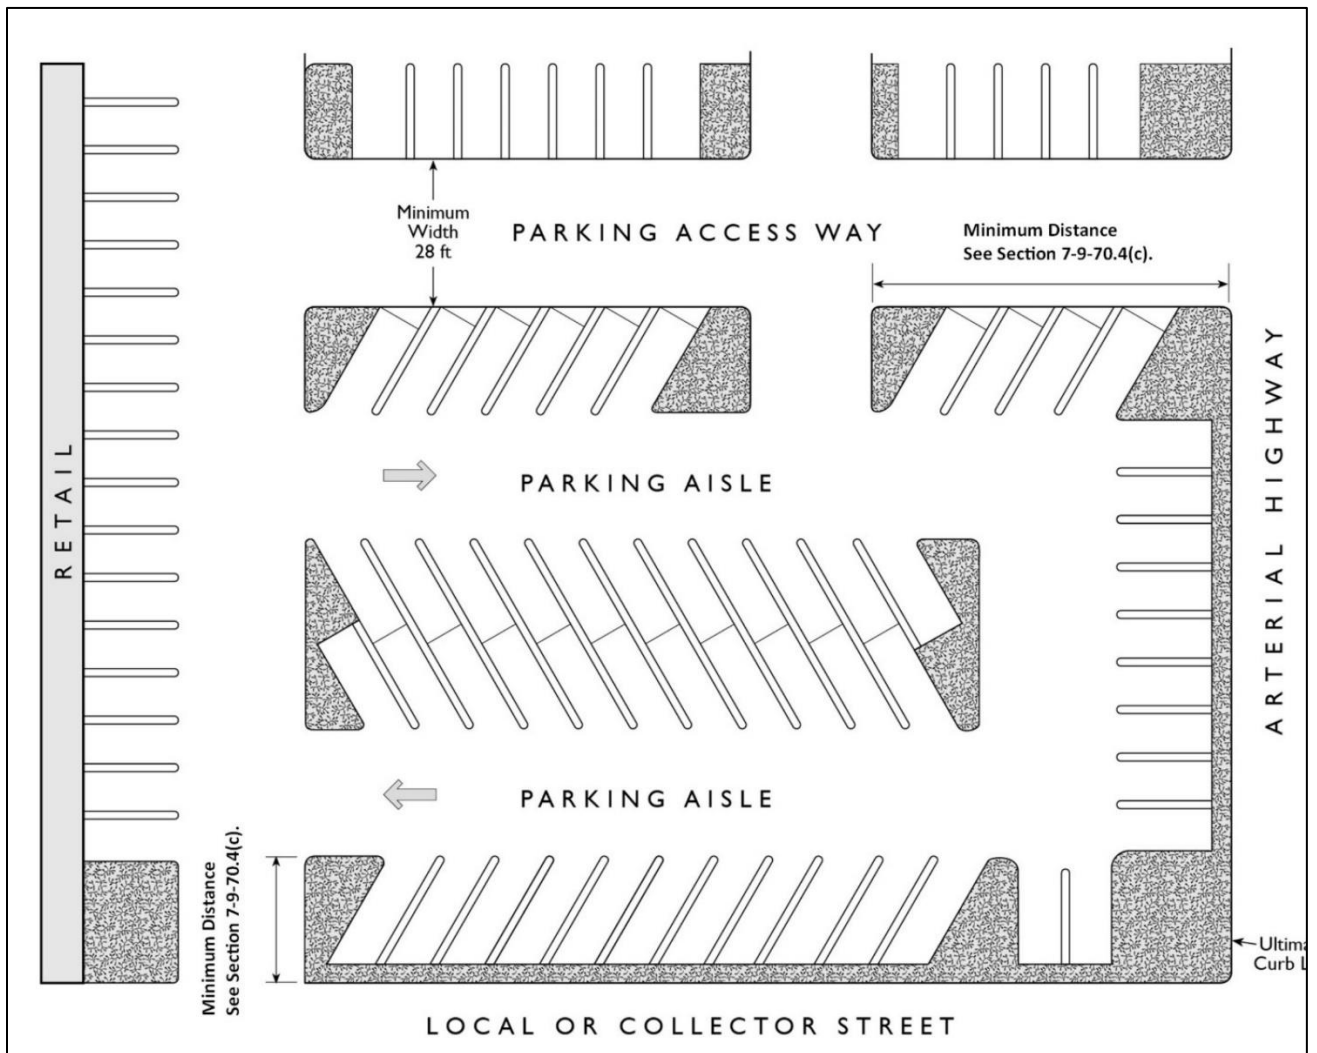 Minimum
Width
28 ft
PARKING ACCESS WAY
Minimum Distance
See Section 7-9-70.4(c).
RETAIL
PARKING AISLE
ARTERIAL HIGHWAY
PARKING AISLE
Minimum Distance
See Section 7-9-70.4(c).
Curb
LOCAL OR COLLECTOR STREET